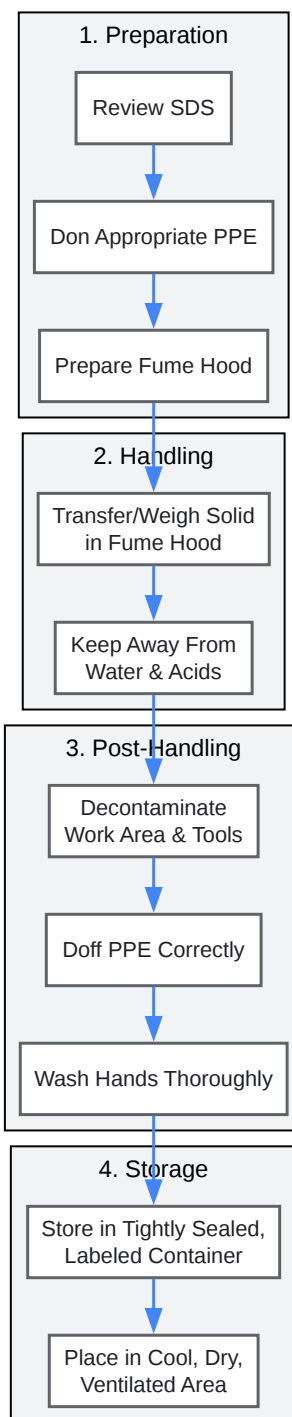 1. Preparation
Review SDS
Don Appropriate PPE
Prepare Fume Hood
2. Handling
Transfer/Weigh Solid
in Fume Hood
Keep Away From
Water & Acids
3. Post-Handling
Decontaminate
Work Area & Tools
Doff PPE Correctly
Wash Hands Thoroughly
4. Storage
Store in Tightly Sealed,
Labeled Container
Place in Cool, Dry,
Ventilated Area